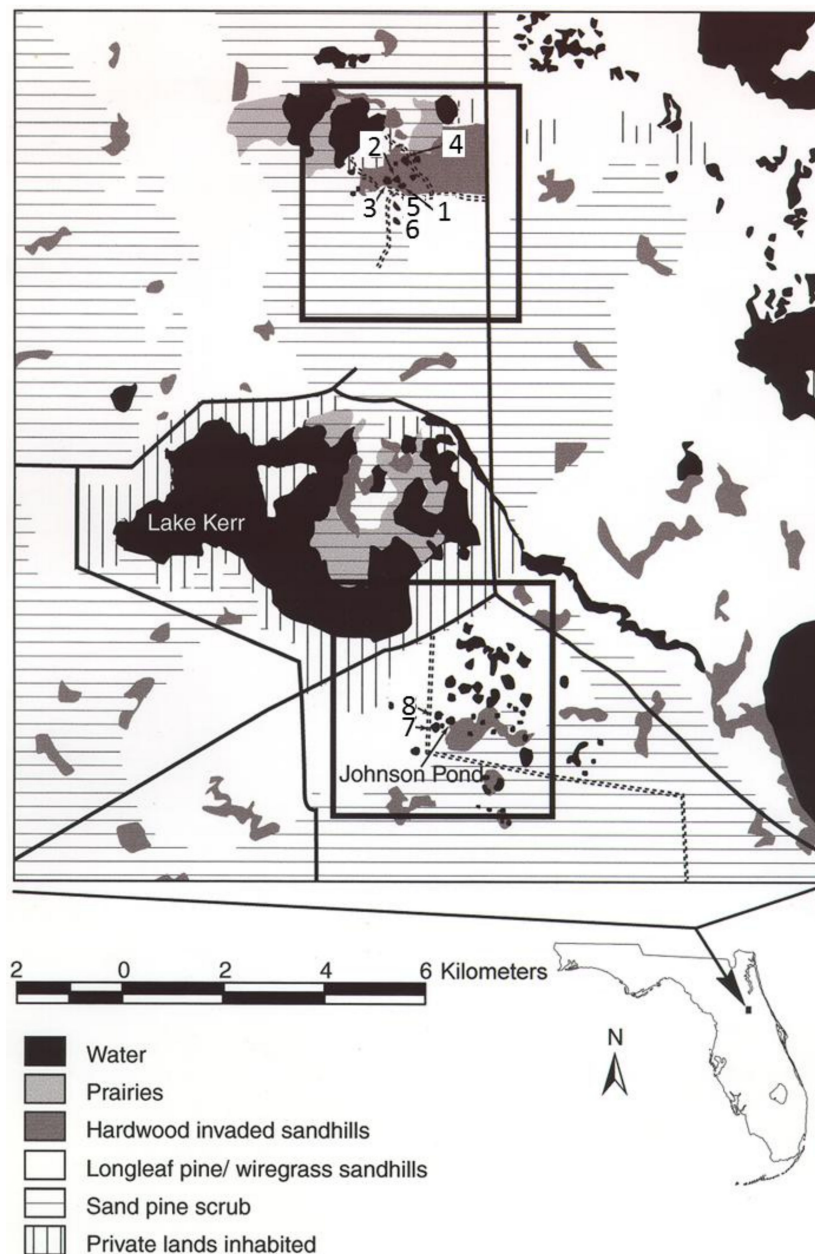 2
4
3
5
1
6
Lake Kerr
8
7
Johnson Pond
2 0 2 4 6 Kilometers
N
Water
Prairies
Hardwood invaded sandhills
Longleaf pine/ wiregrass sandhills
Sand pine scrub
Private lands inhabited